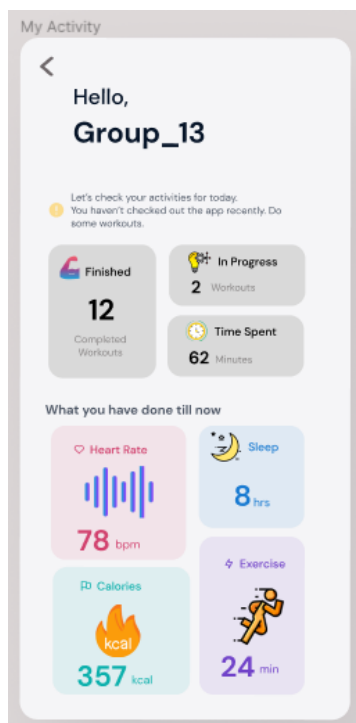 My Activity
Hello,
Group_13
Let's check your activities for today.
You haven't checked out the app recently. Do
some workouts.
Finished
12
Completed
Workouts
In Progress
2 Workouts
Time Spent
62 Minutes
What you have done till now
Heart Rate
78 bpm
Sleep
8 hrs
Calories
kcal
357 kcal
Exercise
24 min